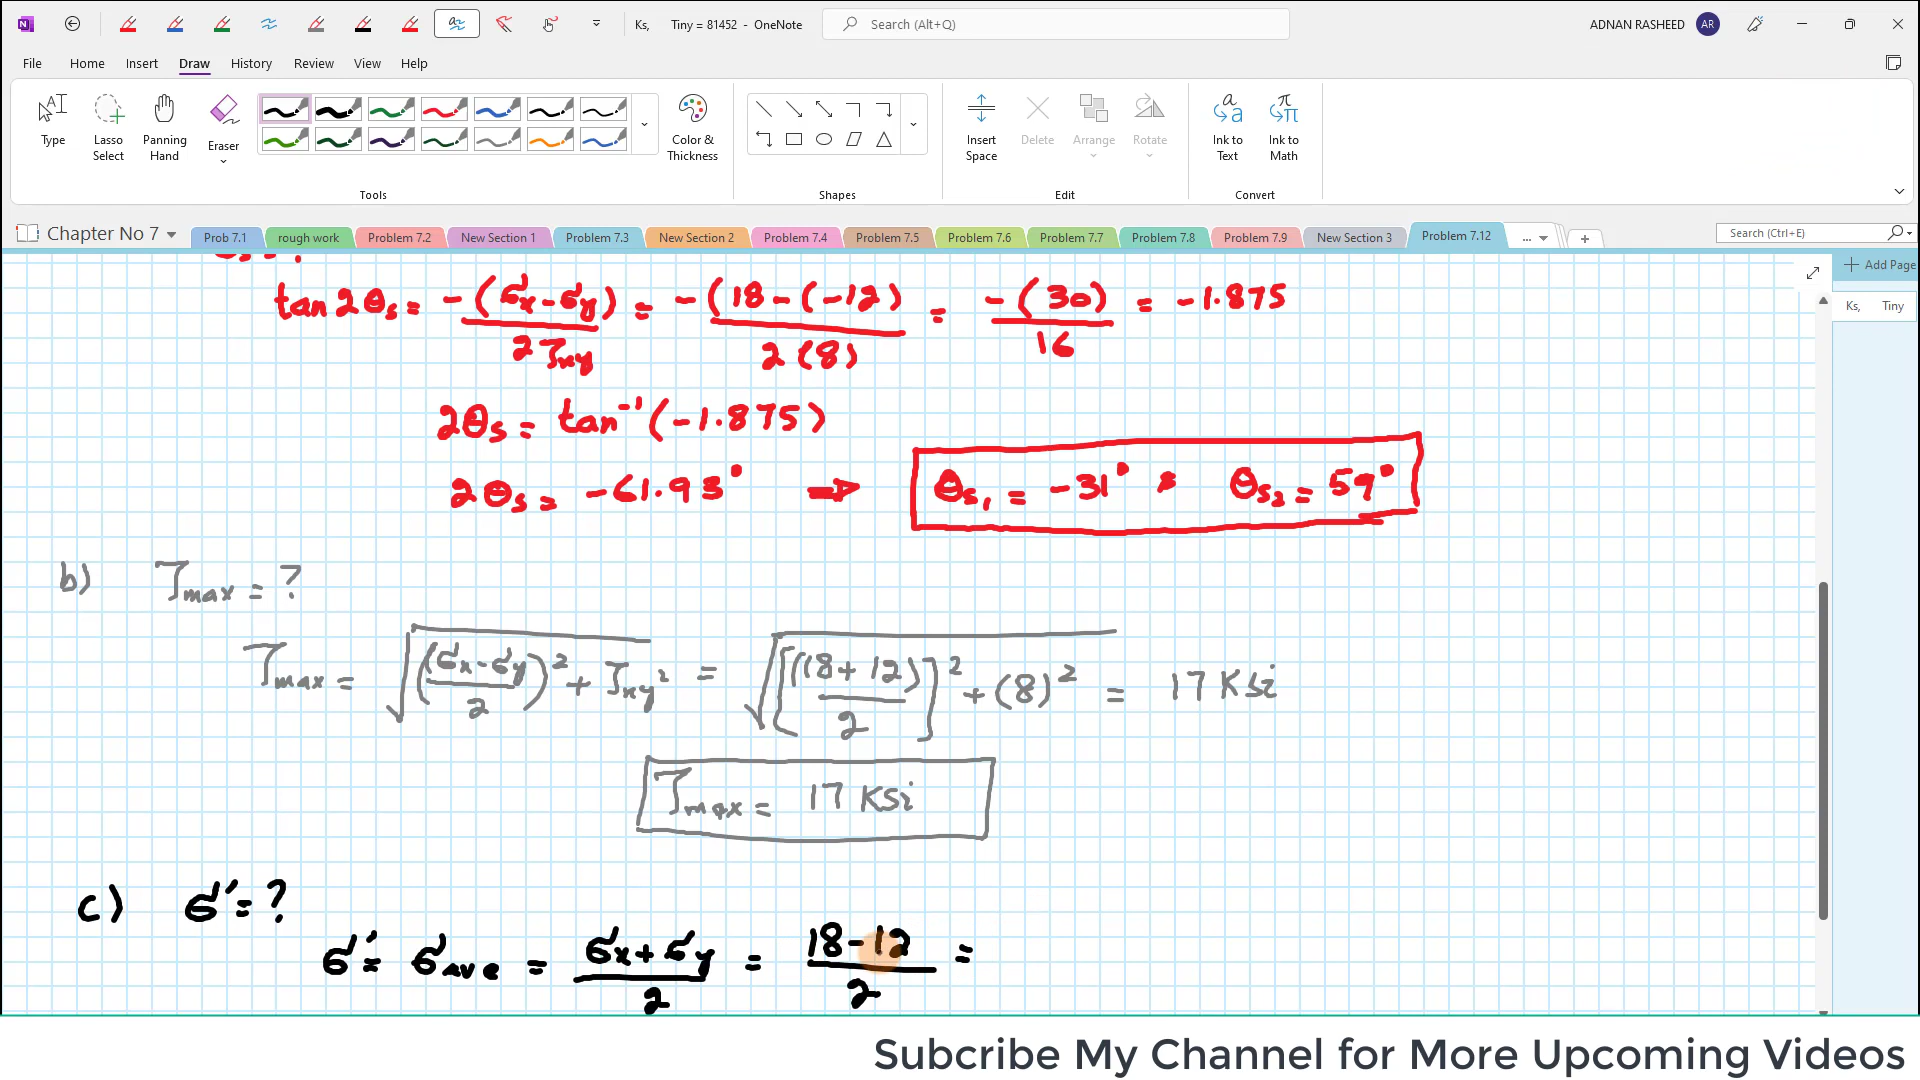 Ks, Tiny = 81452 - OneNote
Search (Alt+Q)
ADNAN RASHEED AR
File Home Insert Draw History Review View Help
Type
Lasso Select
Panning Hand
Eraser
Color & Thickness
Insert Space
Delete
Arrange
Rotate
Ink to Text
Ink to Math
Tools Shapes Edit Convert
Chapter No 7 Prob 7.1 rough work Problem 7.2 New Section 1 Problem 7.3 New Section 2 Problem 7.4 Problem 7.5 Problem 7.6 Problem 7.7 Problem 7.8 Problem 7.9 New Section 3 Problem 7.12 ... +
Search (Ctrl+E)
Add Page
Ks, Tiny
tan 2θs = -(σx-σy)/2τxy = -(18-(-12)/2(8) = -(30)/16 = -1.875
2θs = tan⁻¹(-1.875)
2θs = -61.93° ⇒ θs₁ = -31° & θs₂ = 59°
b) τmax = ?
τmax = √((σx-σy)/2)² + τxy² = √[((18+12)/2]² + (8)² = 17 Ksi
τmax = 17 Ksi
c) σ' = ?
σ' = σave = σx+σy/2 = 18-12/2 =
Subcribe My Channel for More Upcoming Videos